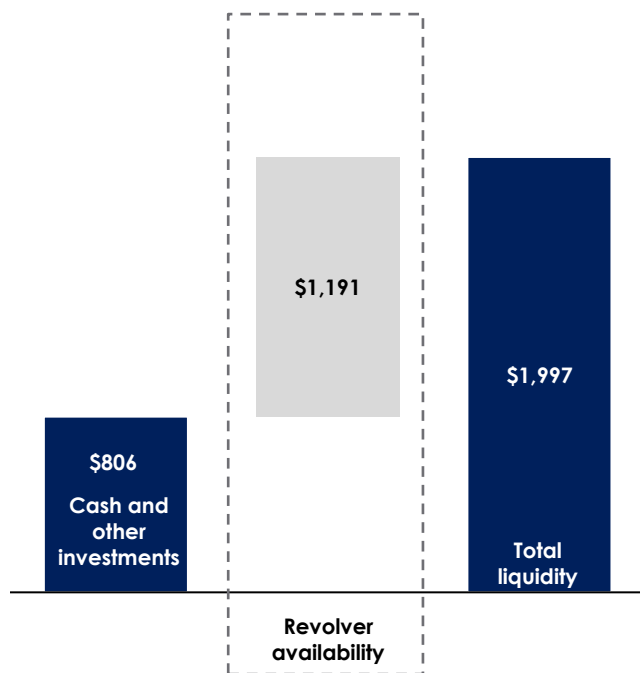 $806
Cash and
other
investments
$1,191
Revolver
availability
$1,997
Total
liquidity